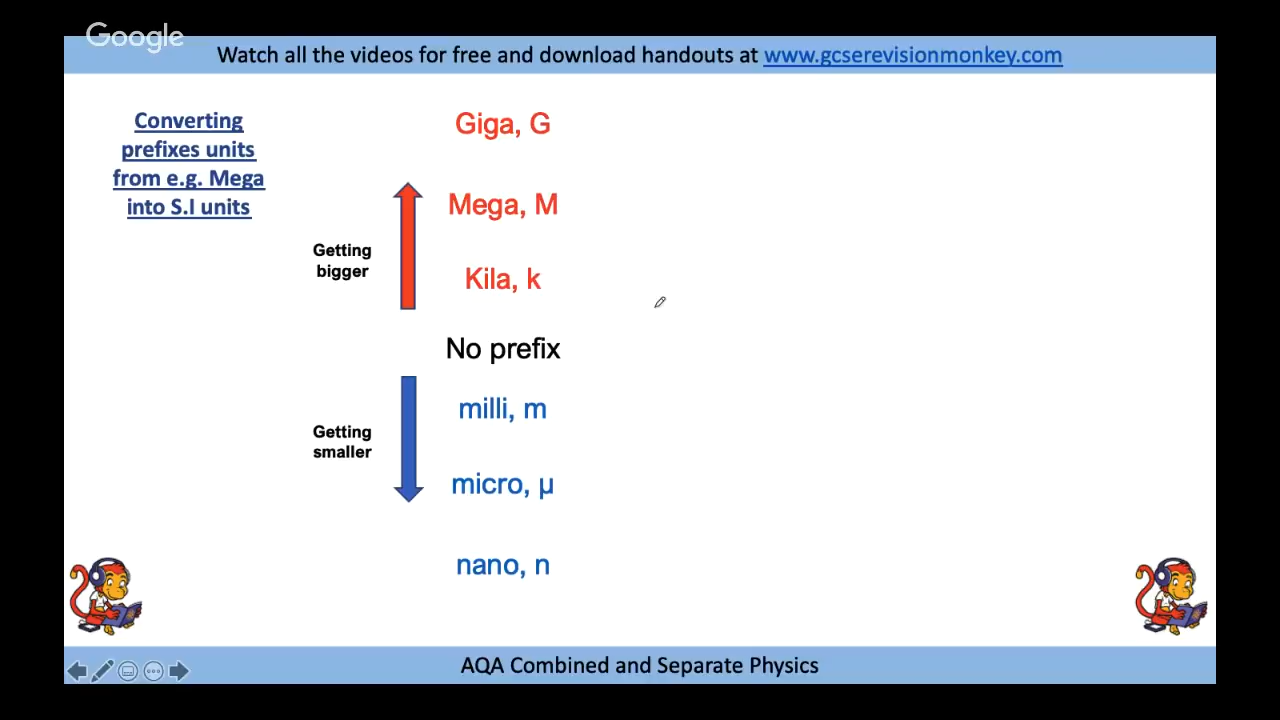 Google
Watch all the videos for free and download handouts at www.gcserevisionmonkey.com
Converting
prefixes units
from e.g. Mega
into S.I units
Giga, G
Mega, M
Getting
bigger
Kila, k
No prefix
milli, m
Getting
smaller
micro, μ
nano, n
AQA Combined and Separate Physics